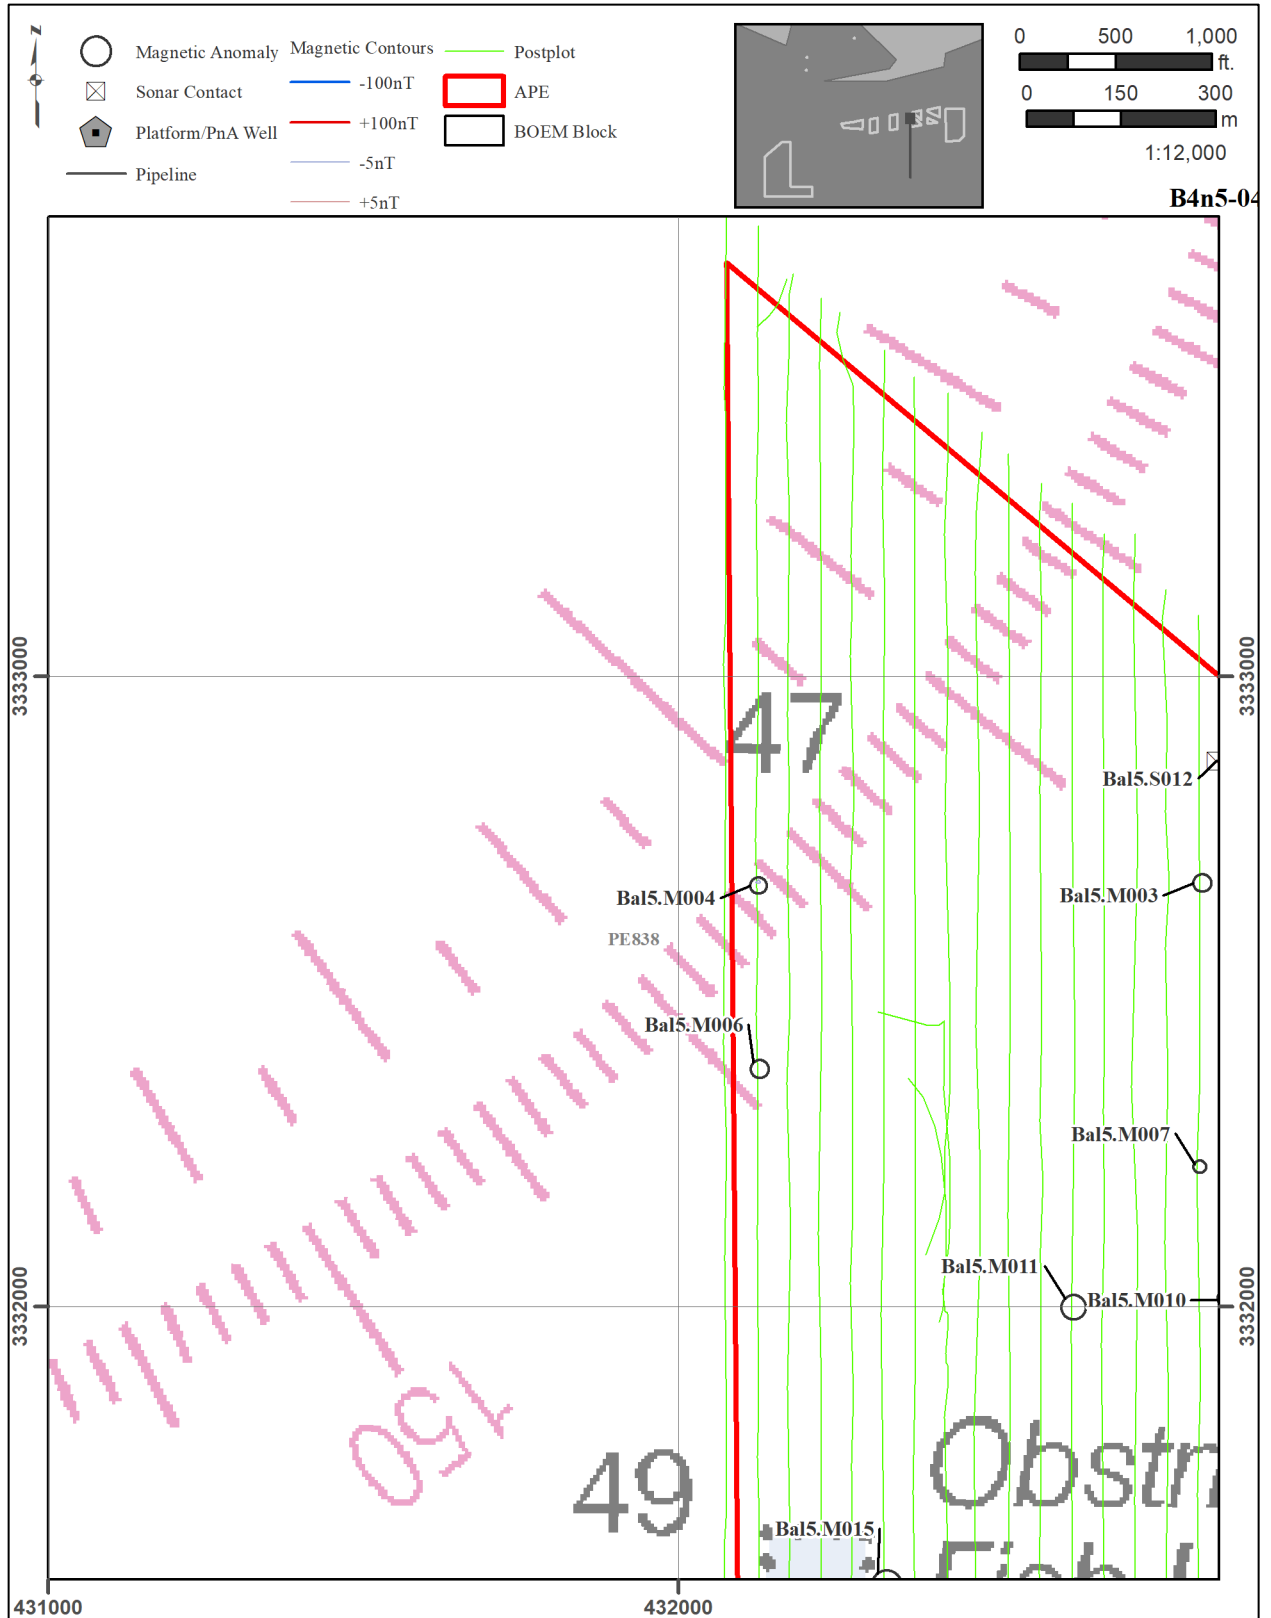 N
Magnetic Anomaly
Sonar Contact
Platform/PnA Well
Pipeline
Magnetic Contours
-100nT
+100nT
-5nT
+5nT
Postplot
APE
BOEM Block
0 500 1,000
ft.
0 150 300
m
1:12,000
B4n5-04
47
3333000
3333000
Bal5.S012
Bal5.M004
Bal5.M003
PE838
Bal5.M006
Bal5.M007
Bal5.M011
Bal5.M010
3332000
3332000
150
49
Bal5.M015
431000
432000